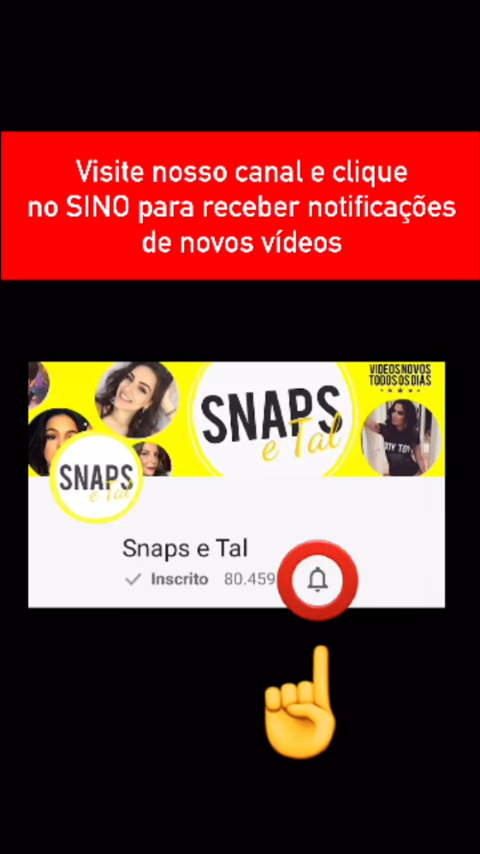 Visite nosso canal e clique
no SINO para receber notificações
de novos vídeos
VIDEOS NOVOS
TODOS OS DIAS
SNAPS
e Tal
SNAPS
e Tal
Snaps e Tal
Inscrito 80.459